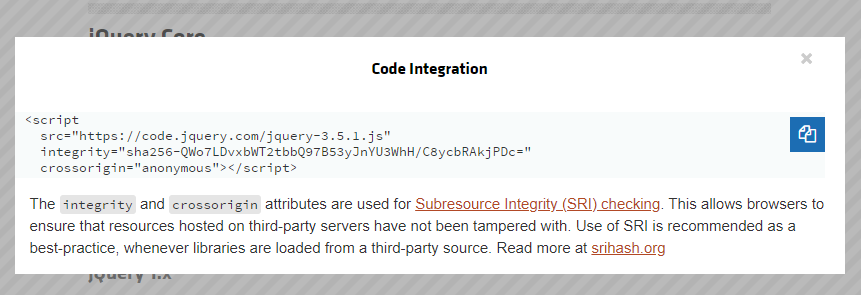 jQuery Core
Code Integration
×
<script
src="https://code.jquery.com/jquery-3.5.1.js"
integrity="sha256-QWo7LDvxbWT2tbbQ97B53yJnYU3WhH/C8ycbRAkjPDc="
crossorigin="anonymous"></script>
The integrity and crossorigin attributes are used for Subresource Integrity (SRI) checking. This allows browsers to
ensure that resources hosted on third-party servers have not been tampered with. Use of SRI is recommended as a
best-practice, whenever libraries are loaded from a third-party source. Read more at srihash.org
jQuery 1.x